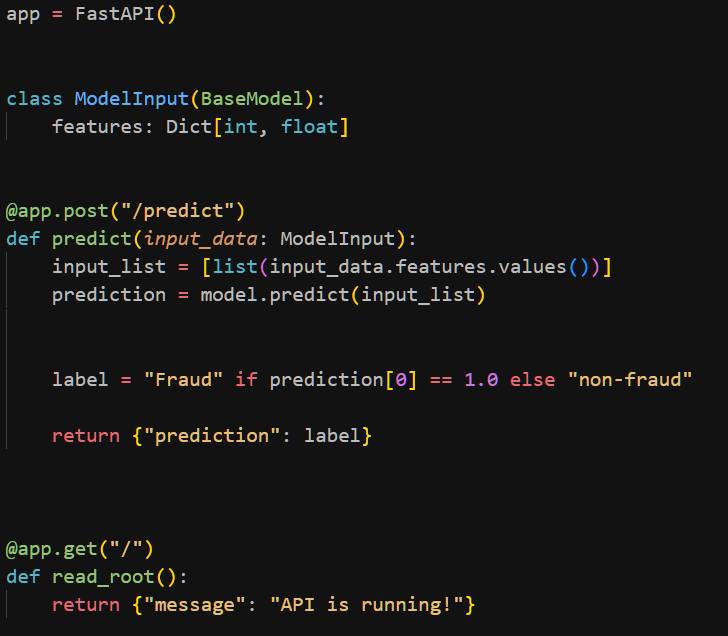 app = FastAPI()
class ModelInput(BaseModel):
    features: Dict[int, float]
@app.post("/predict")
def predict(input_data: ModelInput):
    input_list = [list(input_data.features.values())]
    prediction = model.predict(input_list)
    label = "Fraud" if prediction[0] == 1.0 else "non-fraud"
    return {"prediction": label}
@app.get("/")
def read_root():
    return {"message": "API is running!"}